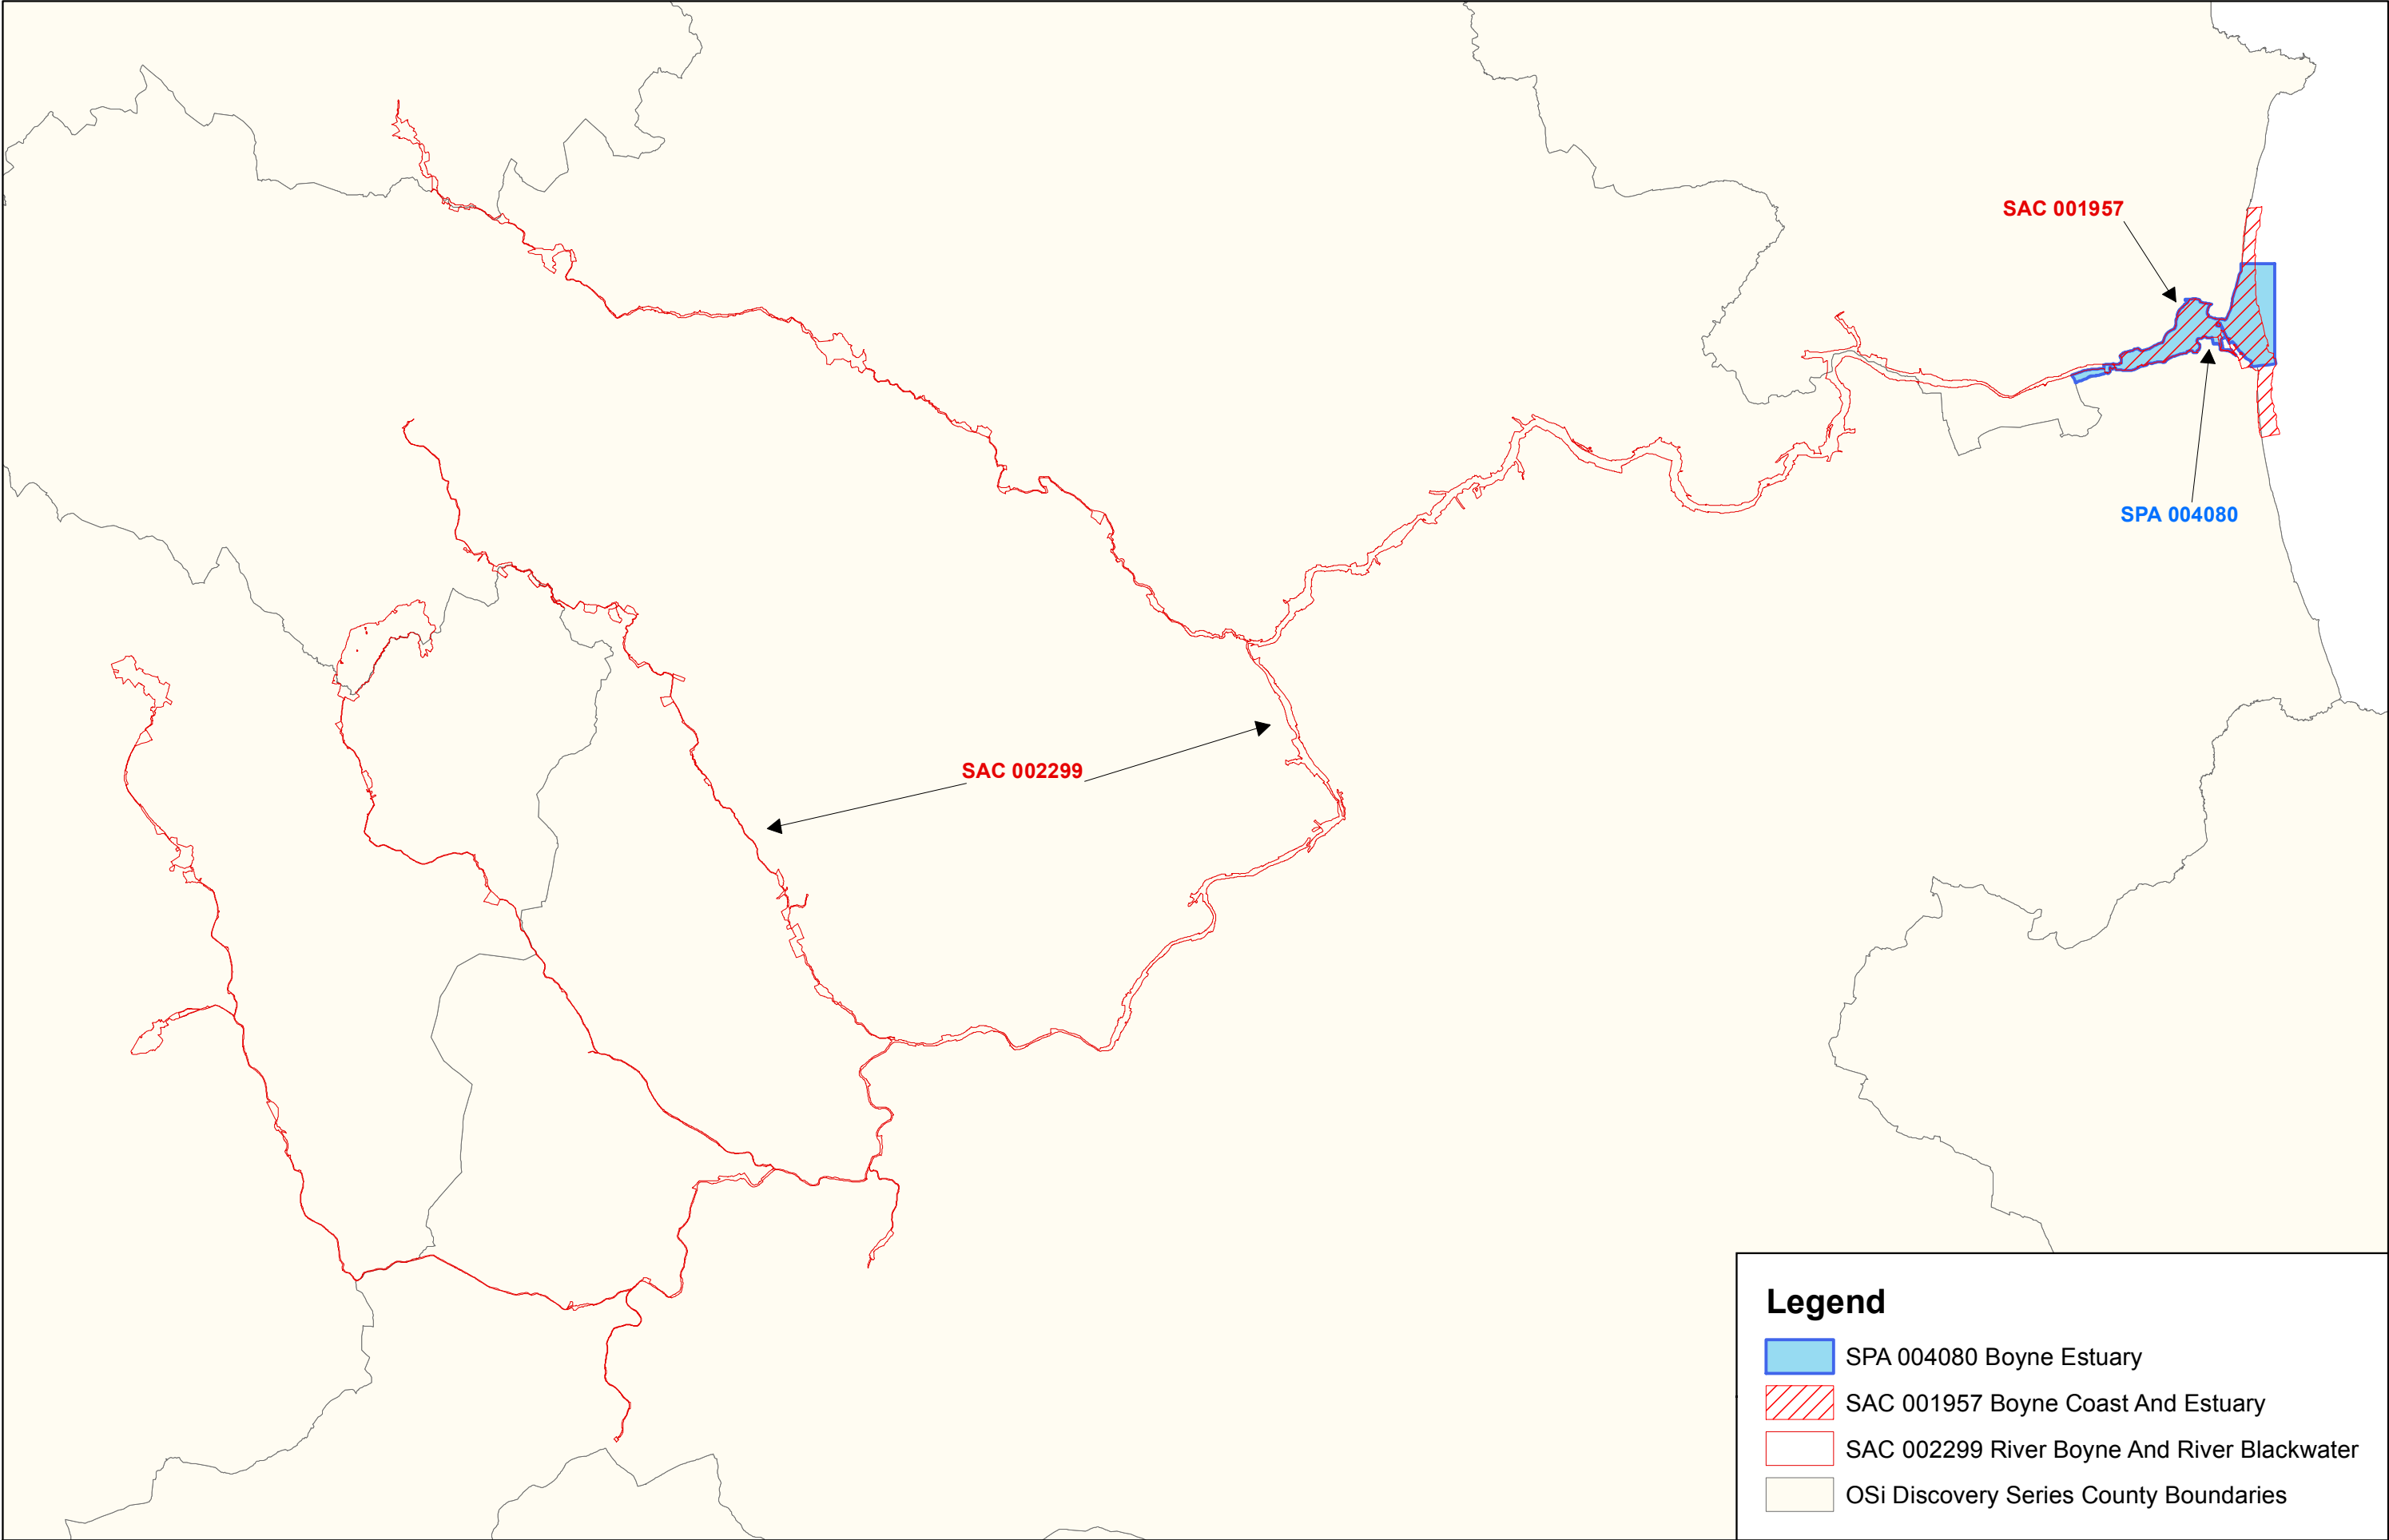 SAC 001957
SPA 004080
SAC 002299
Legend
SPA 004080 Boyne Estuary
SAC 001957 Boyne Coast And Estuary
SAC 002299 River Boyne And River Blackwater
OSi Discovery Series County Boundaries